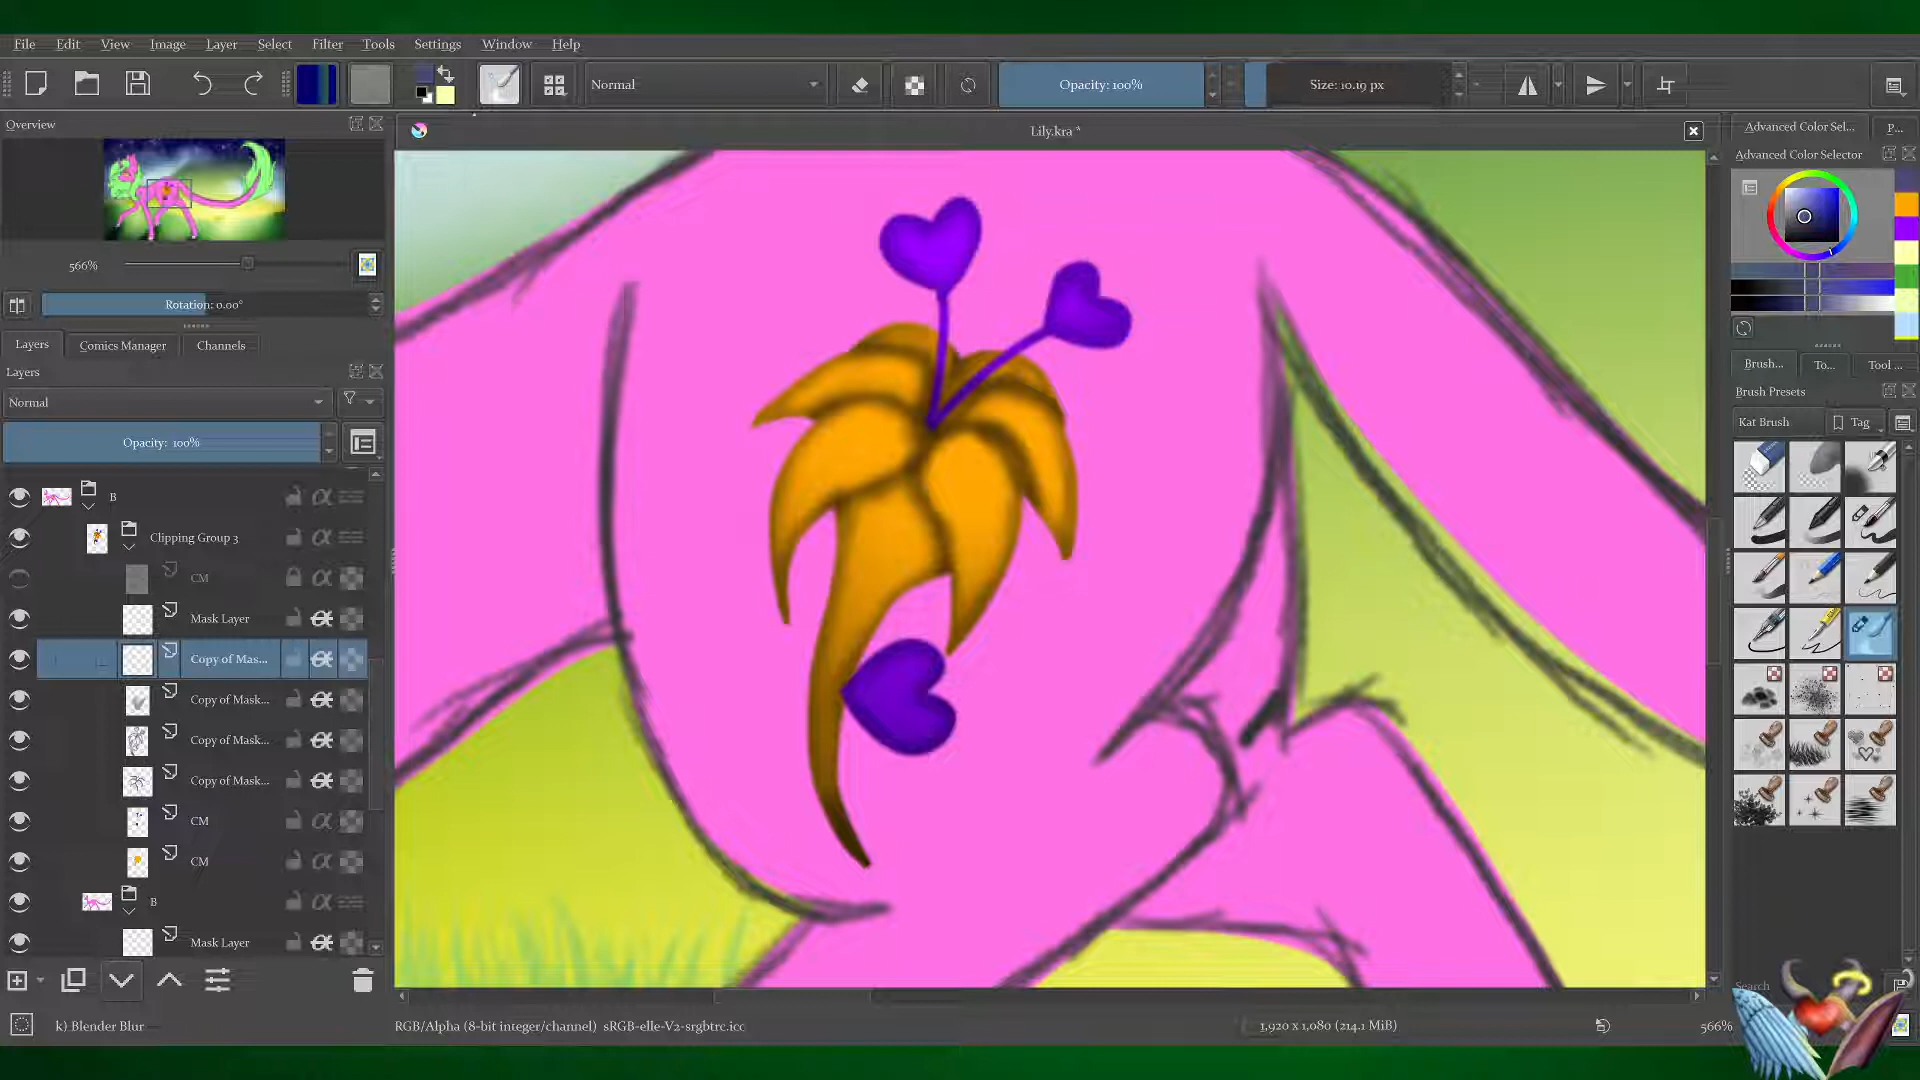 File Edit View Image Layer Select Filter Tools Settings Window Help
Normal
Opacity: 100%
Size: 10.19 px
Overview
Lily.kra *
Advanced Color Sel... P...
Advanced Color Selector
566%
Rotation: 0.00°
Layers Comics Manager Channels
Layers
Normal
Opacity: 100%
B
Clipping Group 3
CM
Mask Layer
Copy of Mas...
Copy of Mask...
Copy of Mask...
Copy of Mask...
CM
CM
B
Mask Layer
Brush... To... Tool ...
Brush Presets
Kat Brush Tag
Search
k) Blender Blur
RGB/Alpha (8-bit integer/channel) sRGB-elle-V2-srgbtrc.icc
1,920 x 1,080 (214.1 MiB)
566%